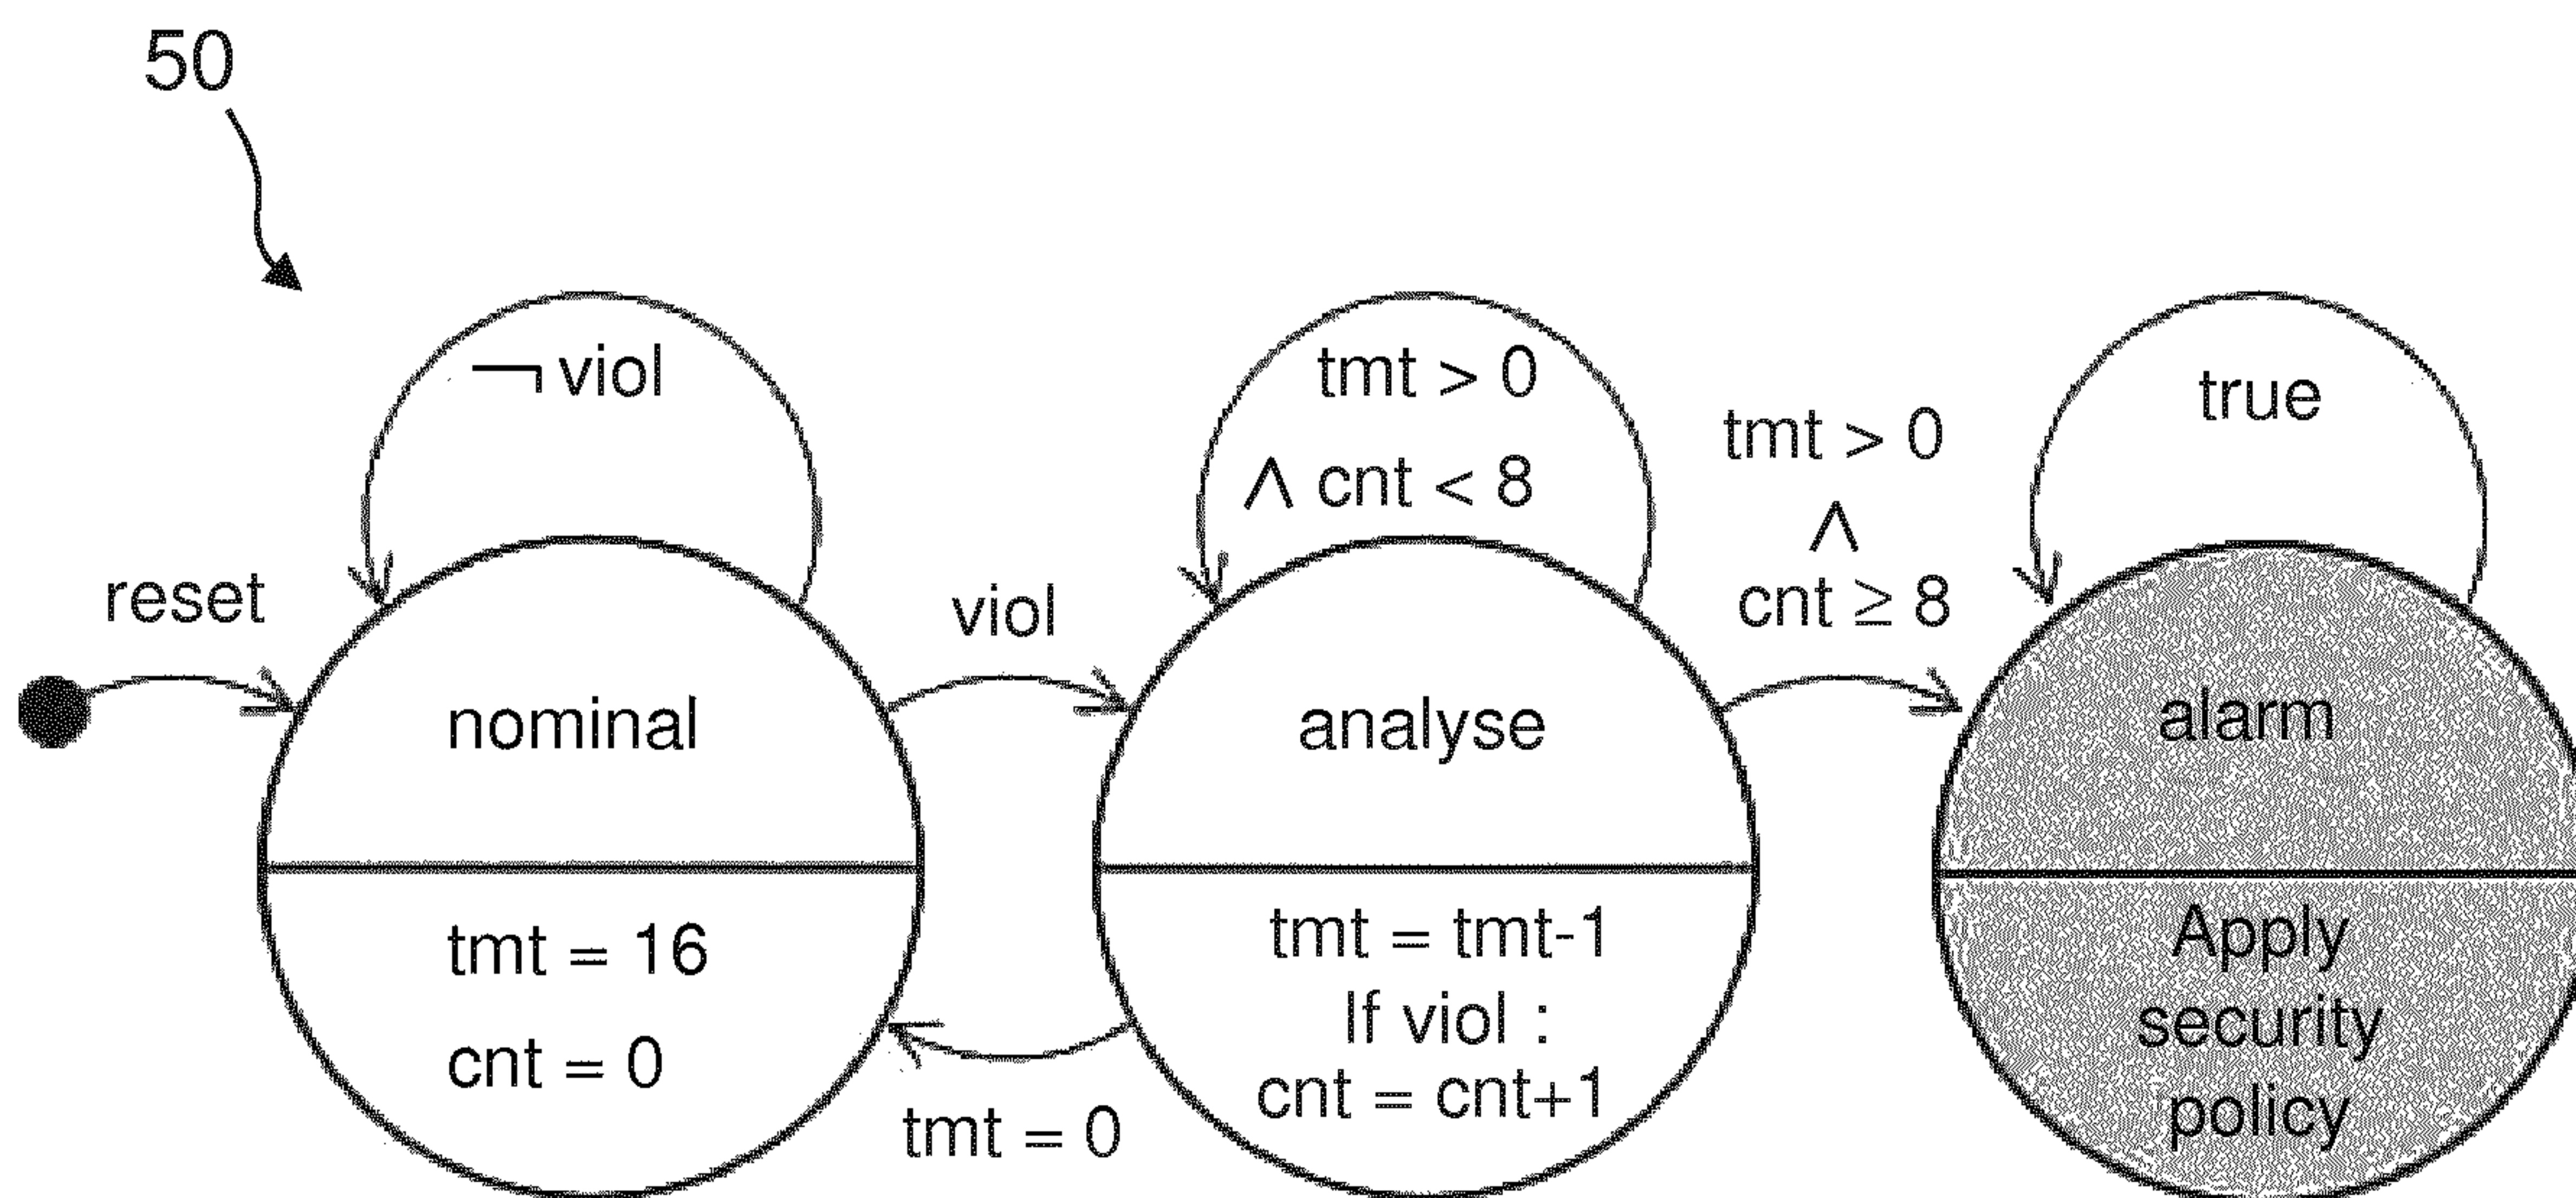 50
¬ viol
tmt > 0
∧ cnt < 8
tmt > 0
∧
cnt ≥ 8
true
reset
viol
nominal
analyse
alarm
tmt = 16
cnt = 0
tmt = 0
tmt = tmt-1
If viol :
cnt = cnt+1
Apply
security
policy